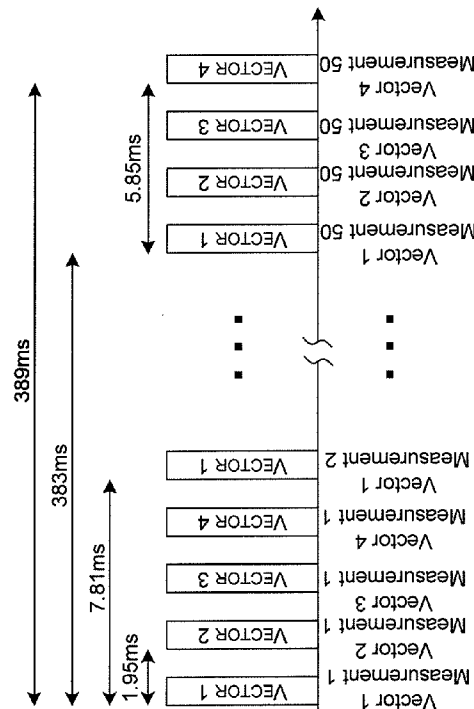 389ms
383ms
7.81ms
1.95ms
5.85ms
VECTOR 1
VECTOR 2
VECTOR 3
VECTOR 4
VECTOR 1
VECTOR 1
VECTOR 2
VECTOR 3
VECTOR 4
Vector 1
Measurement 1
Vector 2
Measurement 1
Vector 3
Measurement 1
Vector 4
Measurement 1
Vector 1
Measurement 2
Vector 1
Measurement 50
Vector 2
Measurement 50
Vector 3
Measurement 50
Vector 4
Measurement 50